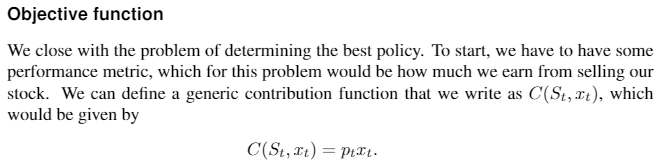 Objective function
We close with the problem of determining the best policy. To start, we have to have some
performance metric, which for this problem would be how much we earn from selling our
stock. We can define a generic contribution function that we write as C(Sₜ, xₜ), which
would be given by
C(Sₜ, xₜ) = pₜxₜ.